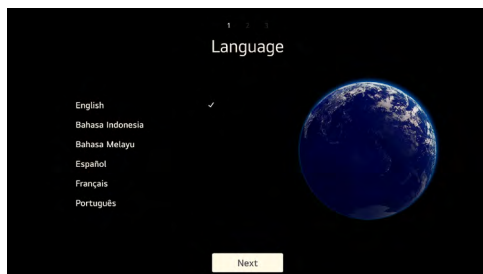 1 2 3
Language
English ✓
Bahasa Indonesia
Bahasa Melayu
Español
Français
Português
Next